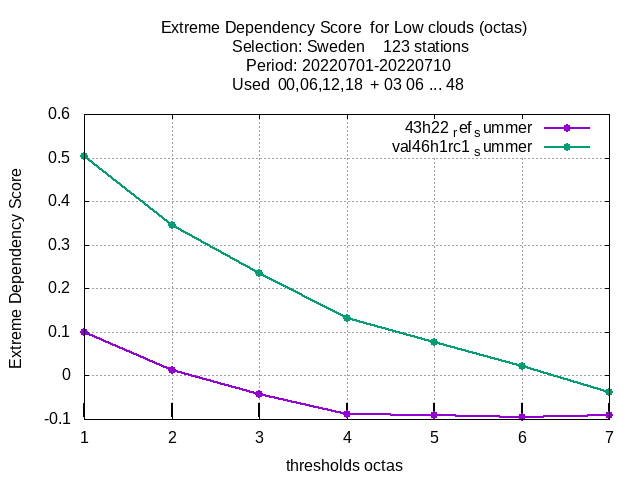 Extreme Dependency Score  for Low clouds (octas)
Selection: Sweden    123 stations
Period: 20220701-20220710
Used  00,06,12,18  + 03 06 ... 48
0.6
43h22_ref_summer
val46h1rc1_summer
0.5
0.4
0.3
0.2
0.1
0
-0.1
Extreme Dependency Score
1 2 3 4 5 6 7
thresholds octas